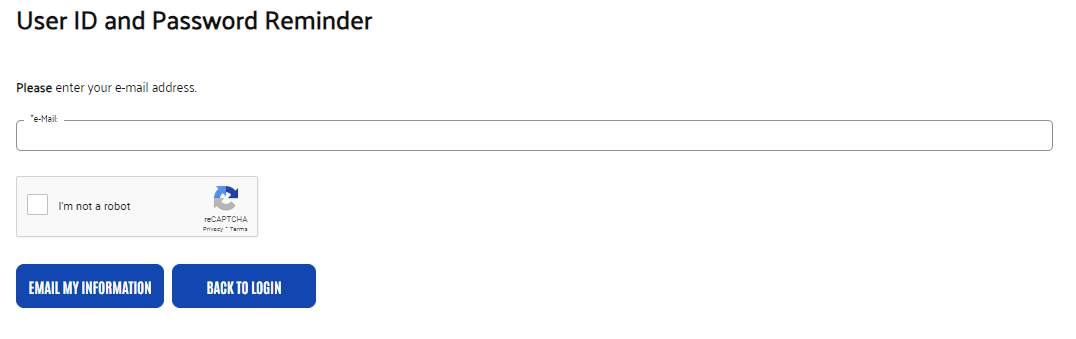 User ID and Password Reminder
Please enter your e-mail address.
*e-Mail:
I'm not a robot
reCAPTCHA
Privacy - Terms
EMAIL MY INFORMATION
BACK TO LOGIN